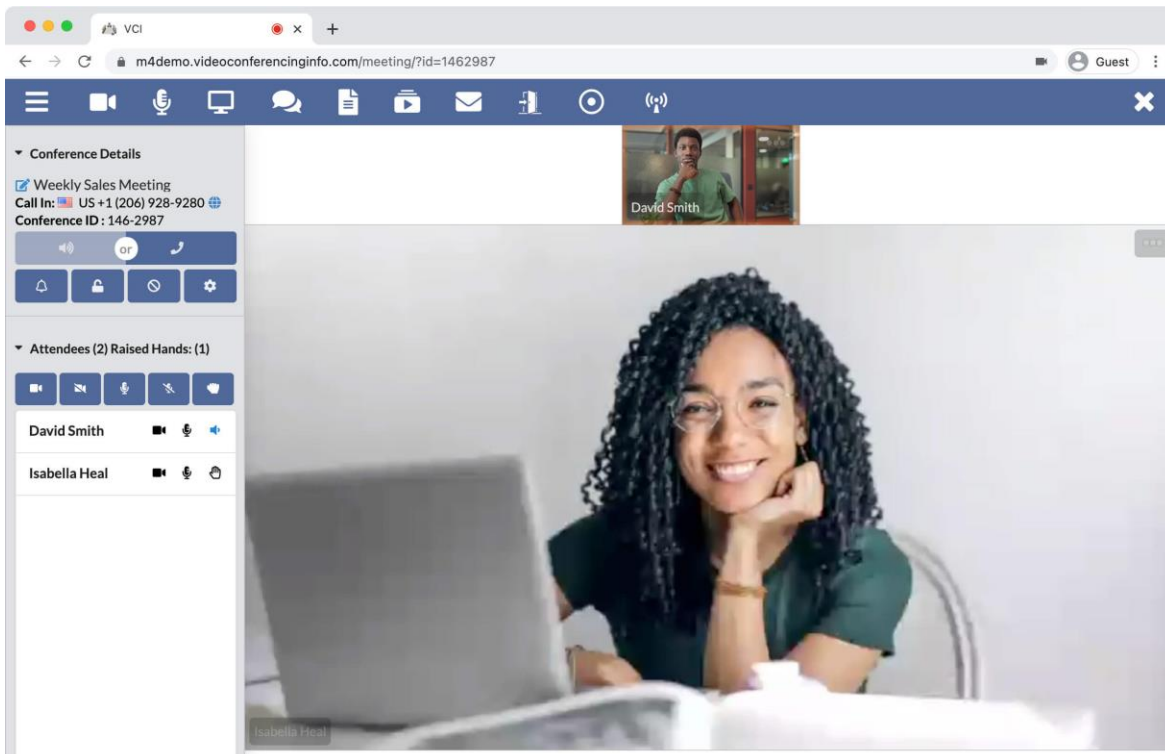 VCI
m4demo.videoconferencinginfo.com/meeting/?id=1462987
Guest
Conference Details
Weekly Sales Meeting
Call In: US +1 (206) 928-9280
Conference ID : 146-2987
or
Attendees (2) Raised Hands: (1)
David Smith
Isabella Heal
David Smith
Isabella Heal